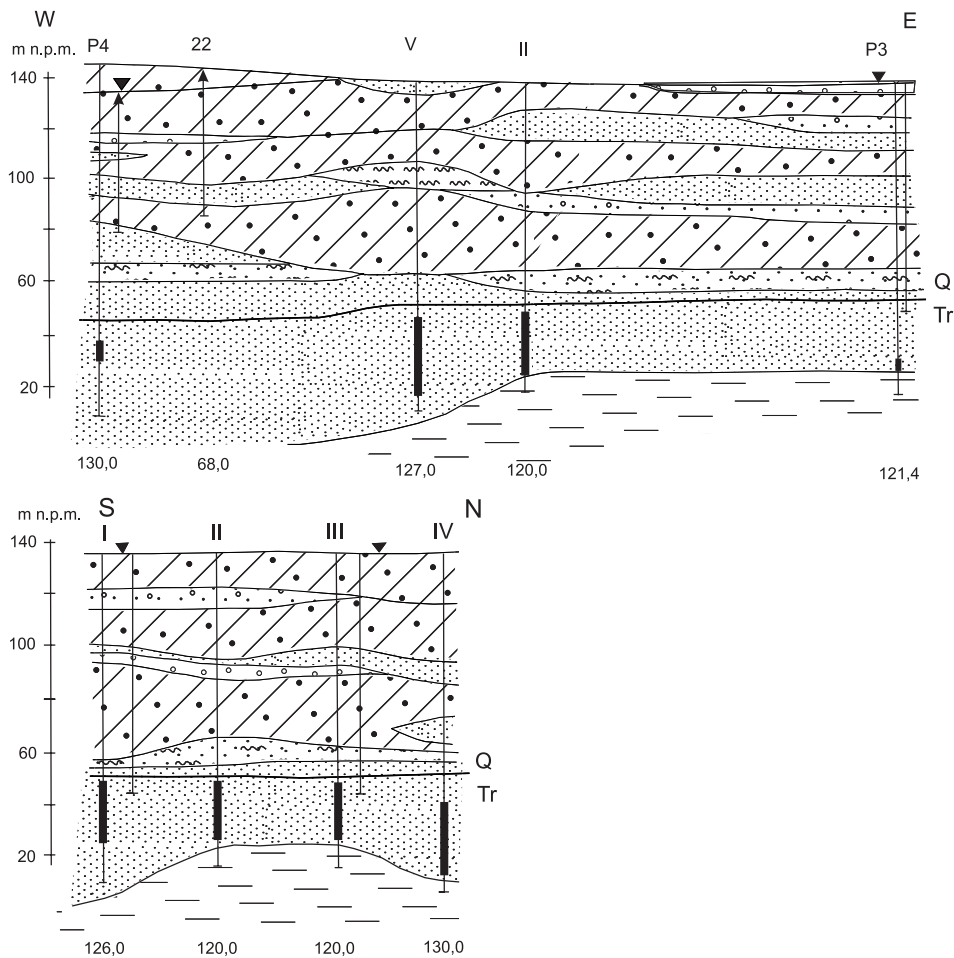 W E
m n.p.m. P4 22 V II P3
140
100
60
20
Q
Tr
130,0 68,0 127,0 120,0 121,4
S N
m n.p.m. I II III IV
140
100
60
20
Q
Tr
126,0 120,0 120,0 130,0